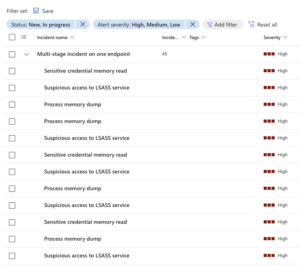 Filter set: Save
Status: New, In progress × Alert severity: High, Medium, Low × Add filter Reset all
Incident name Incide... Tags Severity
Multi-stage incident on one endpoint 45 High
Sensitive credential memory read High
Suspicious access to LSASS service High
Process memory dump High
Process memory dump High
Suspicious access to LSASS service High
Sensitive credential memory read High
Suspicious access to LSASS service High
Process memory dump High
Suspicious access to LSASS service High
Sensitive credential memory read High
Process memory dump High
Suspicious access to LSASS service High